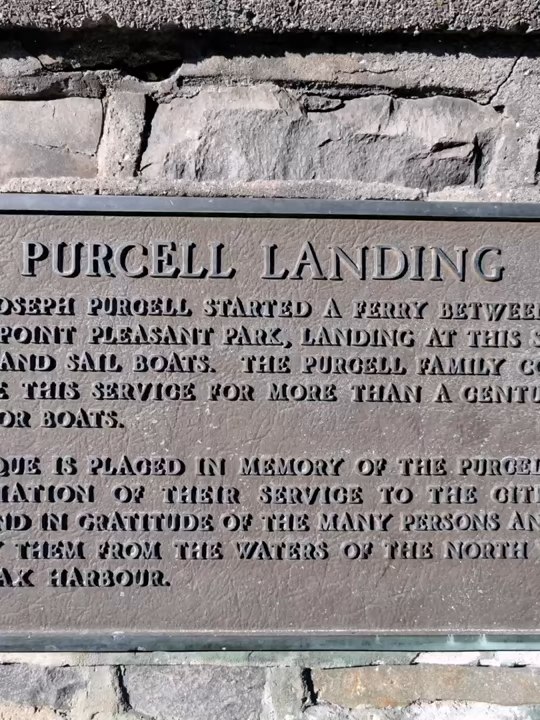 PURCELL LANDING
OSEPH PURCELL STARTED A FERRY BETWEEN
POINT PLEASANT PARK, LANDING AT THIS S
AND SAIL BOATS. THE PURCELL FAMILY CO
E THIS SERVICE FOR MORE THAN A CENTU
OR BOATS.
QUE IS PLACED IN MEMORY OF THE PURCEL
IATION OF THEIR SERVICE TO THE CITI
ND IN GRATITUDE OF THE MANY PERSONS AN
Y THEM FROM THE WATERS OF THE NORTH
AX HARBOUR.